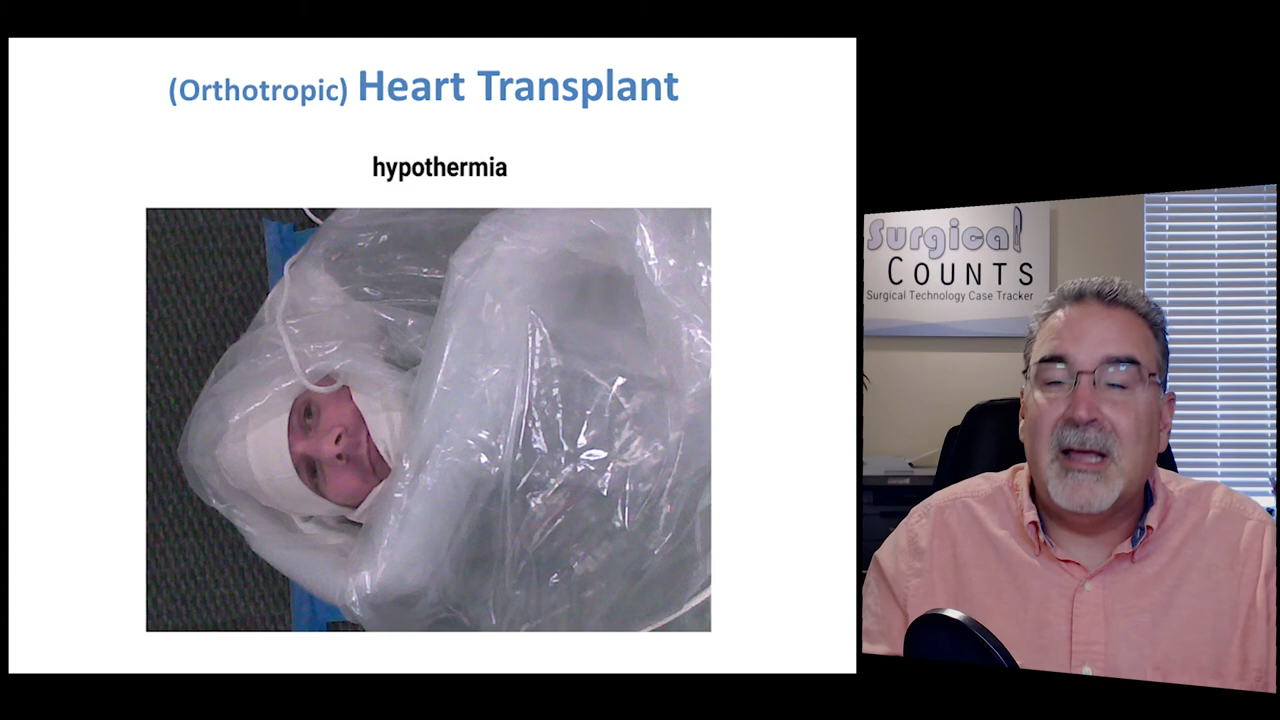 (Orthotropic) Heart Transplant
hypothermia
Surgical
COUNTS
Surgical Technology Case Tracker